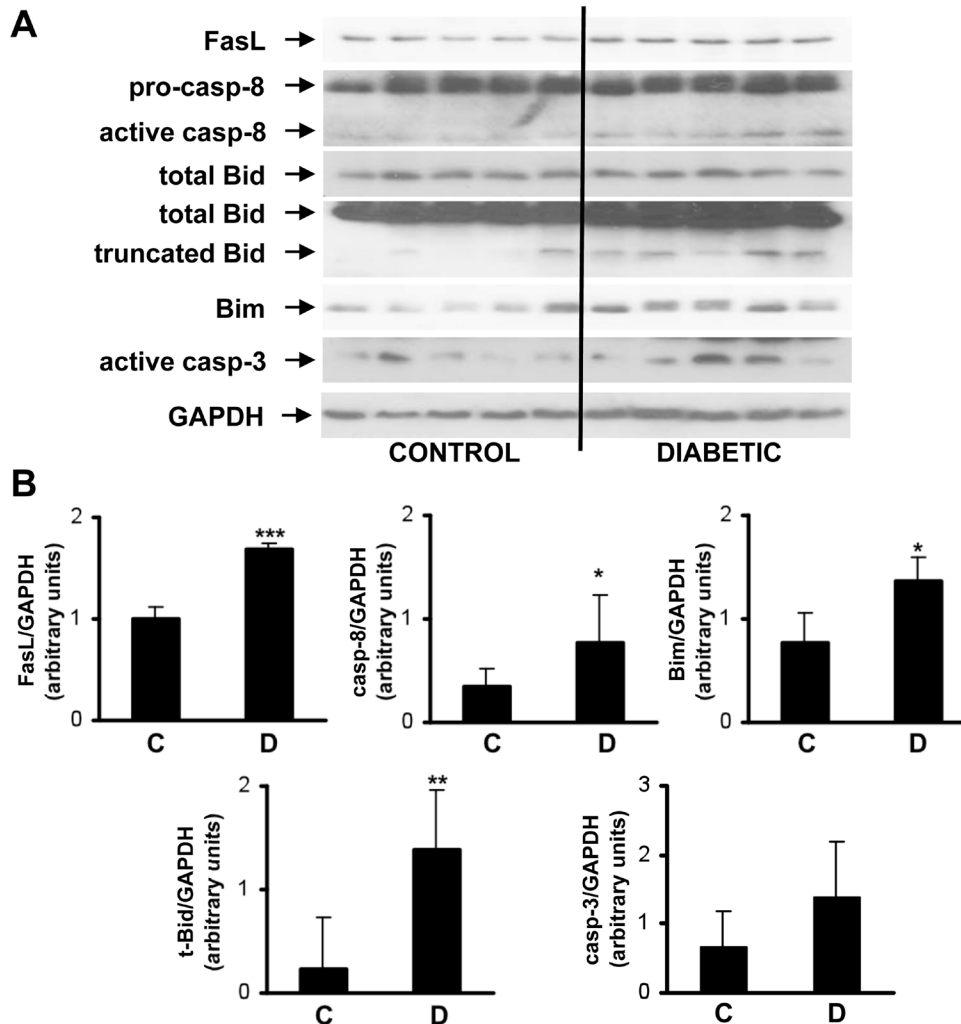 A
FasL
pro-casp-8
active casp-8
total Bid
total Bid
truncated Bid
Bim
active casp-3
GAPDH
CONTROL DIABETIC
B
FasL/GAPDH
(arbitrary units)
2
1
0
***
C D
casp-8/GAPDH
(arbitrary units)
2
1
0
*
C D
Bim/GAPDH
(arbitrary units)
2
1
0
*
C D
t-Bid/GAPDH
(arbitrary units)
2
1
0
**
C D
casp-3/GAPDH
(arbitrary units)
3
2
1
0
C D